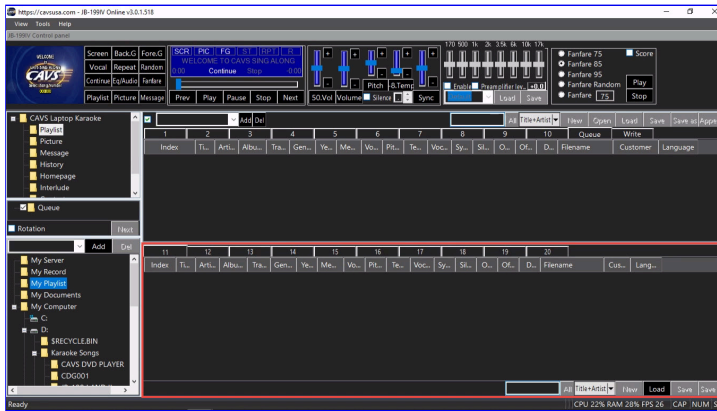 https://cavsusa.com - JB-199IV Online v3.0.1.518
View Tools Help
JB-199IV Control panel
WELCOME
CAVS
Screen Back.G Fore.G
Vocal Repeat Random
Continue Eq/Audio Fanfare
Playlist Picture Message
SCR PIC FG ST RPT R
WELCOME TO CAVS SING ALONG
0:00 Continue Stop -0:00
Prev Play Pause Stop Next
50.Vol Volume Silence Pitch -8.Temp Sync
170 500 1k 2k 3.5k 6k 10k 17k
Enable Preamplifier lev.. +0.0
Load Save
Fanfare 75
Fanfare 85
Fanfare 95
Fanfare Random
Fanfare 75
Score
Play
Stop
CAVS Laptop Karaoke
Playlist
Picture
Message
History
Homepage
Interlude
Add Del
All Title+Artist New Open Load Save Save as Appe
1 2 3 4 5 6 7 8 9 10 Queue Write
Index Ti... Arti... Albu... Tra... Gen... Ye... Me... Vo... Pit... Te... Voc... Sy... Sil... O... Of... D... Filename Customer Language
Queue
Rotation Next
Add Del
My Server
My Record
My Playlist
My Documents
My Computer
C:
D:
$RECYCLE.BIN
Karaoke Songs
CAVS DVD PLAYER
CDG001
11 12 13 14 15 16 17 18 19 20
Index Ti... Arti... Albu... Tra... Gen... Ye... Me... Vo... Pit... Te... Voc... Sy... Sil... O... Of... D... Filename Cus... Lang...
All Title+Artist New Load Save Save
Ready
CPU 22% RAM 28% FPS 26 CAP NUM S